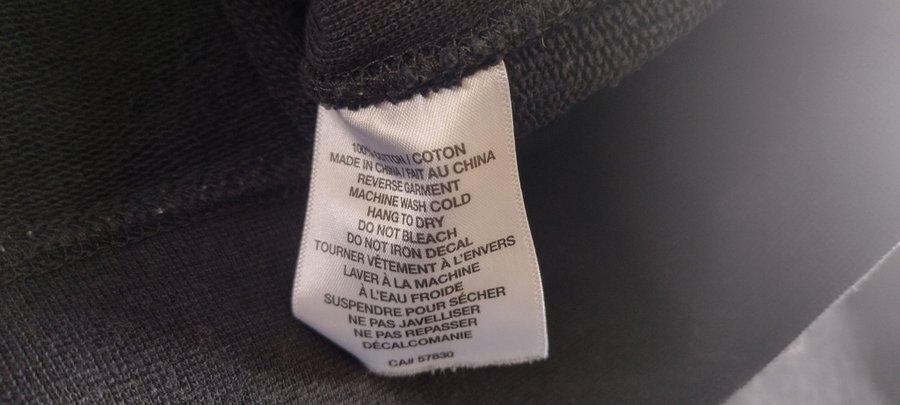 100% COTTON / COTON
MADE IN CHINA / FAIT AU CHINA
REVERSE GARMENT
MACHINE WASH COLD
HANG TO DRY
DO NOT BLEACH
DO NOT IRON DECAL
TOURNER VÊTEMENT À L'ENVERS
LAVER À LA MACHINE
À L'EAU FROIDE
SUSPENDRE POUR SÉCHER
NE PAS JAVELLISER
NE PAS REPASSER
DÉCALCOMANIE
CA# 57630